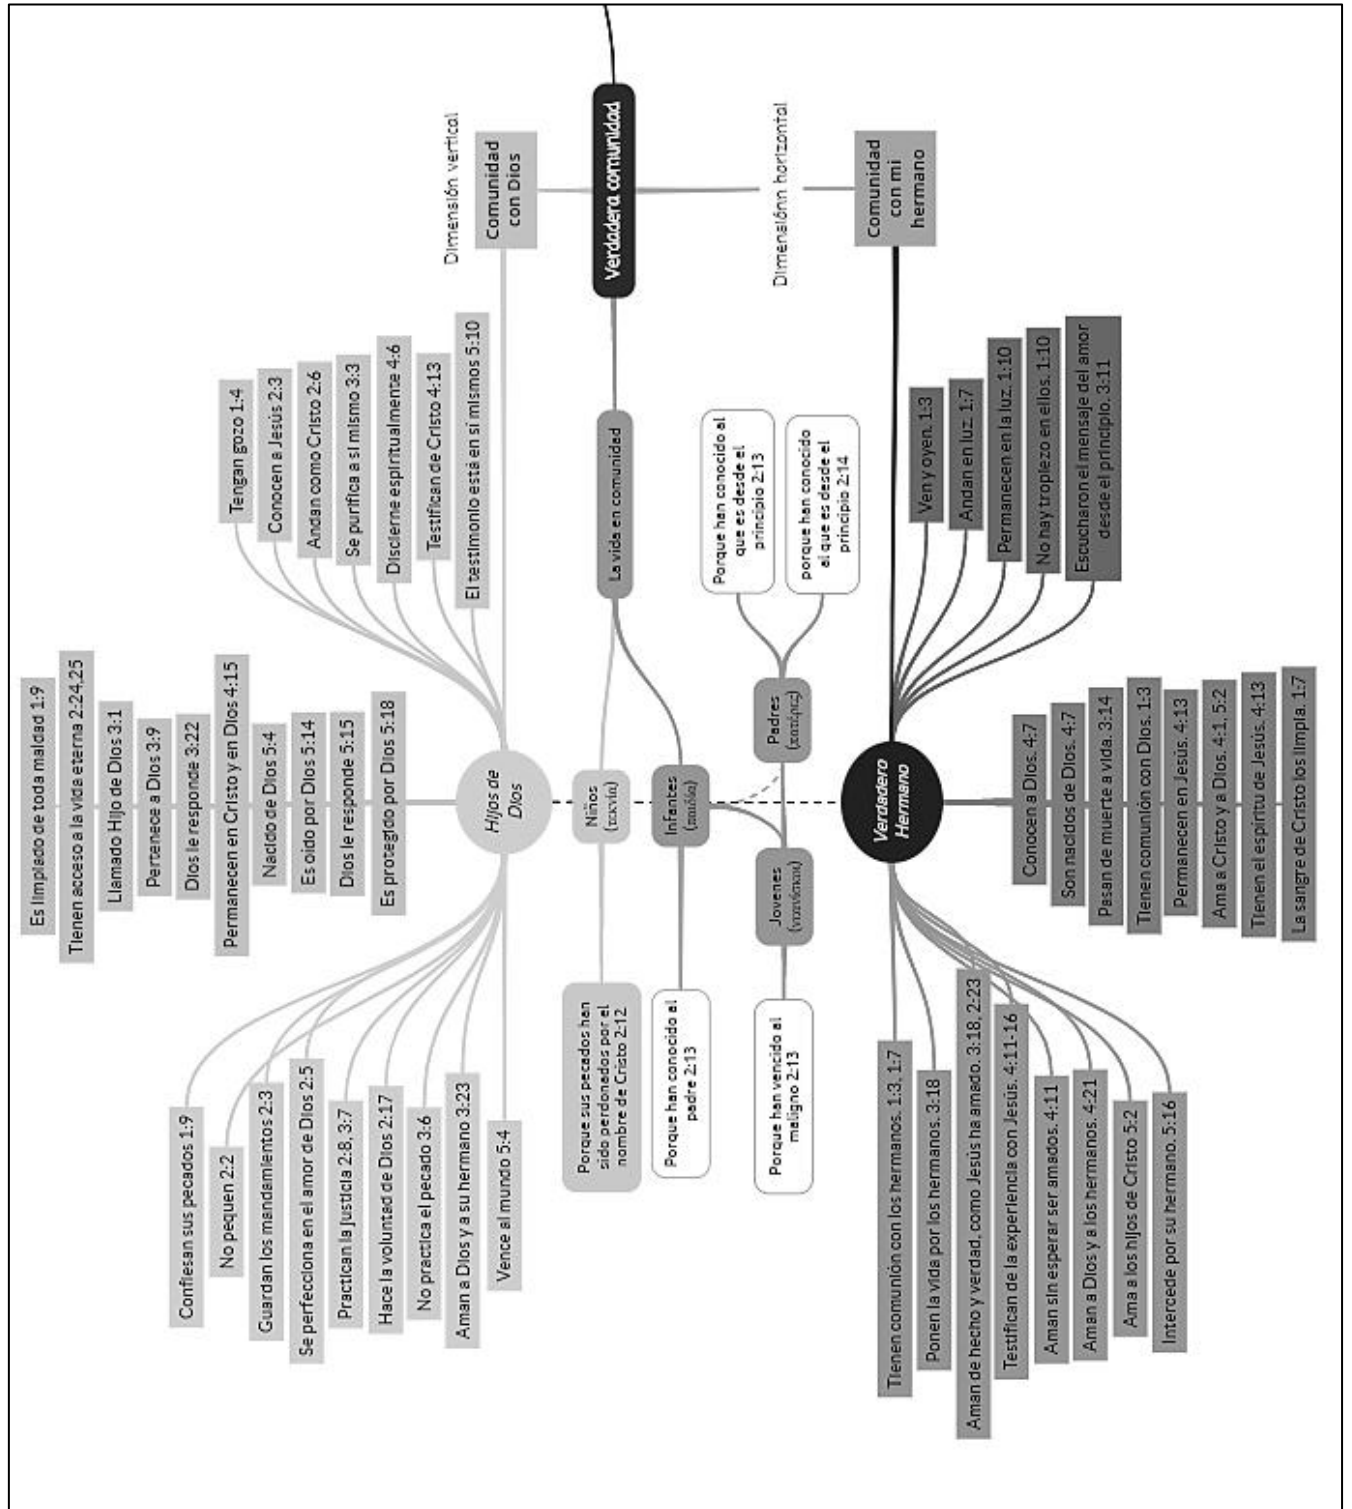 Es limpiado de toda maldad 1:9
Tienen acceso a la vida eterna 2:24,25
Llamado Hijo de Dios 3:1
Pertenece a Dios 3:9
Dios le responde 3:22
Permanecen en Cristo y en Dios 4:15
Nacido de Dios 5:4
Es oido por Dios 5:14
Dios le responde 5:15
Es protegido por Dios 5:18
Confiesan sus pecados 1:9
No pequen 2:2
Guardan los mandamientos 2:3
Se perfecciona en el amor de Dios 2:5
Practican la justicia 2:8, 3:7
Hace la voluntad de Dios 2:17
No practica el pecado 3:6
Aman a Dios y a su hermano 3:23
Vence al mundo 5:4
Tengan gozo 1:4
Conocen a Jesús 2:3
Andan como Cristo 2:6
Se purifica a si mismo 3:3
Discierne espiritualmente 4:6
Testifican de Cristo 4:13
El testimonio está en si mismos 5:10
Hijos de
Dios
Dimensión vertical
Comunidad
con Dios
Verdadera comunidad
La vida en comunidad
Niños
(τεκνία)
Porque sus pecados han
sido perdonados por el
nombre de Cristo 2:12
Infantes
(παιδία)
Porque han conocido al
padre 2:13
Padres
(πατέρες)
Porque han conocido al
que es desde el
principio 2:13
porque han conocido
al que es desde el
principio 2:14
Jovenes
(νεανίσκοι)
Porque han vencido al
maligno 2:13
Dimensiónn horizontal
Comunidad
con mi
hermano
Verdadero
Hermano
Tienen comunión con los hermanos. 1:3, 1:7
Ponen la vida por los hermanos. 3:18
Aman de hecho y verdad, como Jesús ha amado. 3:18, 2:23
Testifican de la experiencia con Jesús. 4:11-16
Aman sin esperar ser amados. 4:11
Aman a Dios y a los hermanos. 4:21
Ama a los hijos de Cristo 5:2
Intercede por su hermano. 5:16
Conocen a Dios. 4:7
Son nacidos de Dios. 4:7
Pasan de muerte a vida. 3:14
Tienen comunión con Dios. 1:3
Permanecen en Jesús. 4:13
Ama a Cristo y a Dios. 4:1, 5:2
Tienen el espíritu de Jesús. 4:13
La sangre de Cristo los limpia. 1:7
Ven y oyen. 1:3
Andan en luz. 1:7
Permanecen en la luz. 1:10
No hay tropiezo en ellos. 1:10
Escucharon el mensaje del amor
desde el principio. 3:11